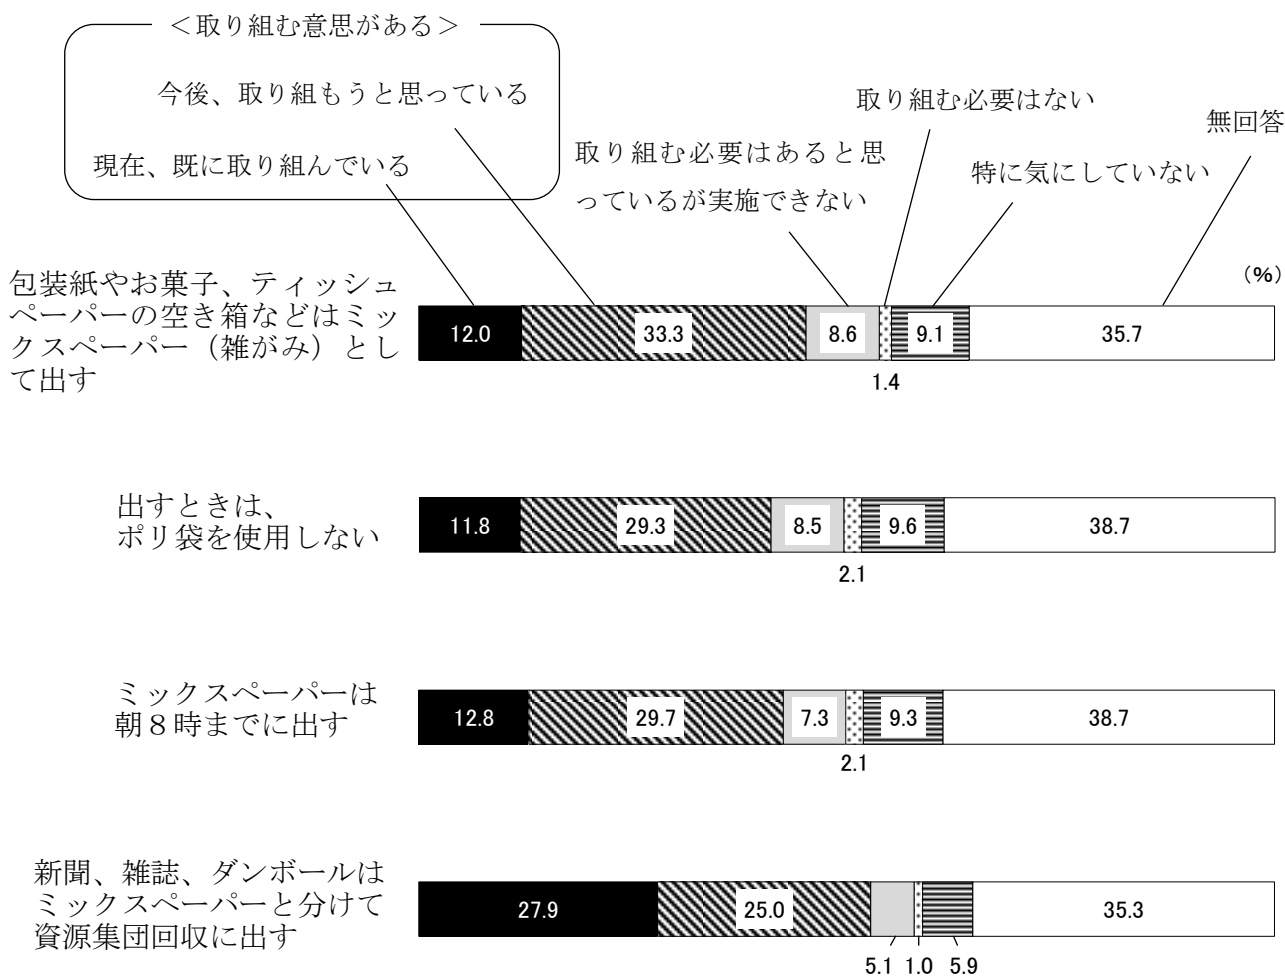 ＜取り組む意思がある＞
今後、取り組もうと思っている
現在、既に取り組んでいる
取り組む必要はあると思
っているが実施できない
取り組む必要はない
特に気にしていない
無回答
（%）
包装紙やお菓子、ティッシュ
ペーパーの空き箱などはミッ
クスペーパー（雑がみ）とし
て出す
12.0
33.3
8.6
1.4
9.1
35.7
出すときは、
ポリ袋を使用しない
11.8
29.3
8.5
2.1
9.6
38.7
ミックスペーパーは
朝８時までに出す
12.8
29.7
7.3
2.1
9.3
38.7
新聞、雑誌、ダンボールは
ミックスペーパーと分けて
資源集団回収に出す
27.9
25.0
5.1
1.0
5.9
35.3